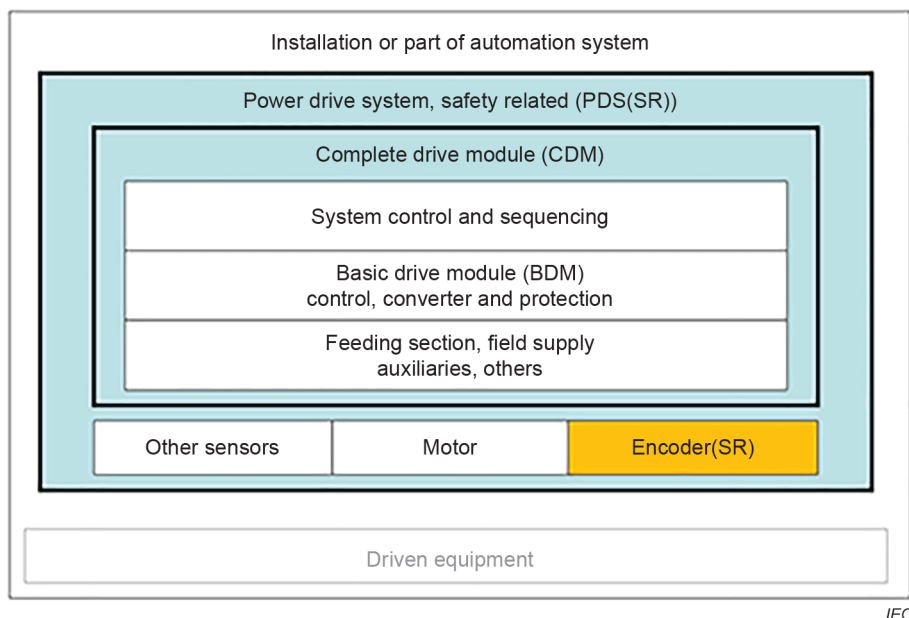 Installation or part of automation system
Power drive system, safety related (PDS(SR))
Complete drive module (CDM)
System control and sequencing
Basic drive module (BDM)
control, converter and protection
Feeding section, field supply
auxiliaries, others
Other sensors
Motor
Encoder(SR)
Driven equipment
IEC